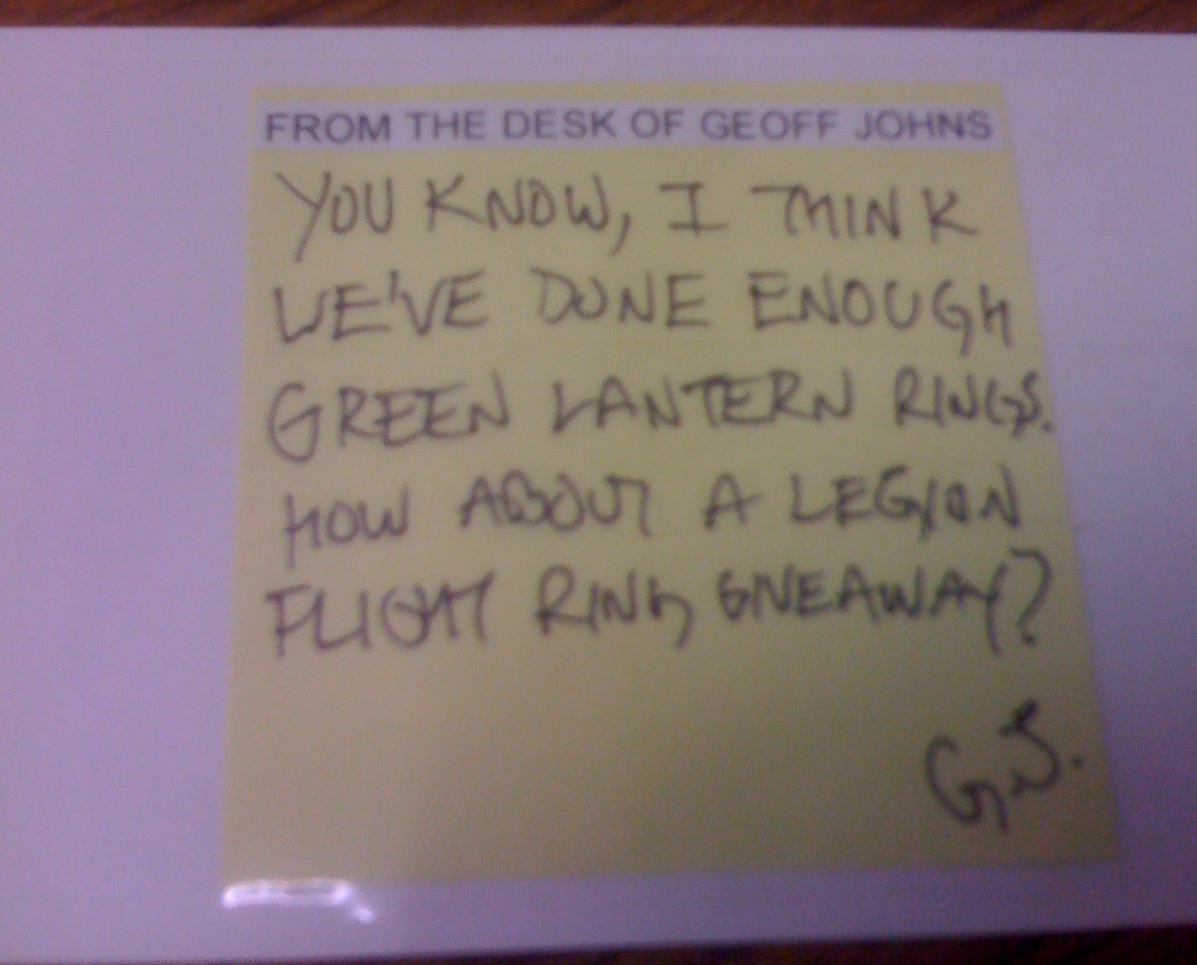 FROM THE DESK OF GEOFF JOHNS
YOU KNOW, I THINK
WE'VE DONE ENOUGH
GREEN LANTERN RINGS.
HOW ABOUT A LEGION
FLIGHT RING GIVEAWAY?
G.J.